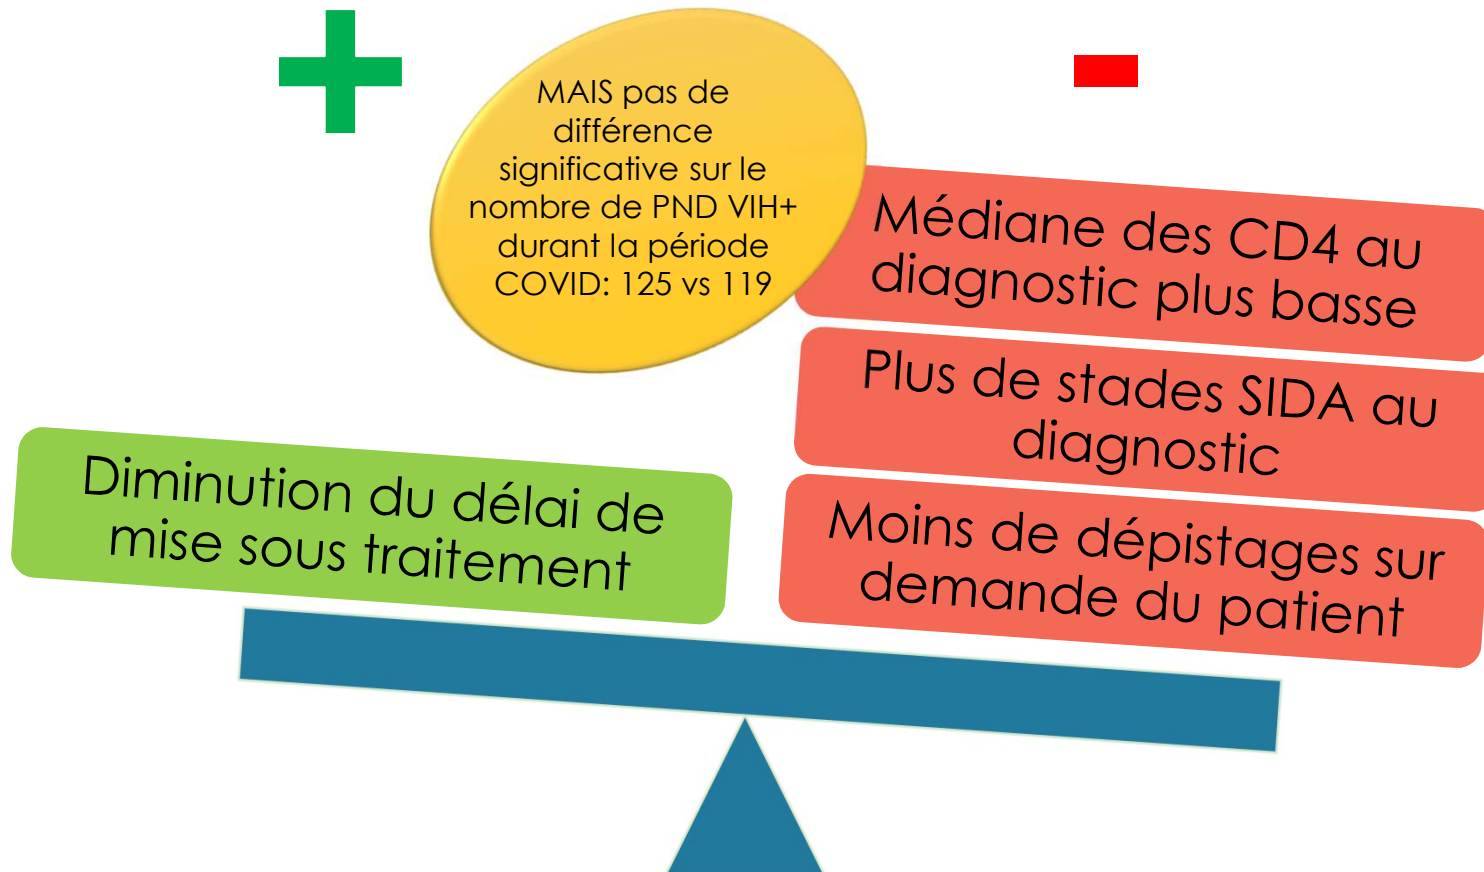 MAIS pas de
différence
significative sur le
nombre de PND VIH+
durant la période
COVID: 125 vs 119
Médiane des CD4 au
diagnostic plus basse
Plus de stades SIDA au
diagnostic
Moins de dépistages sur
demande du patient
Diminution du délai de
mise sous traitement